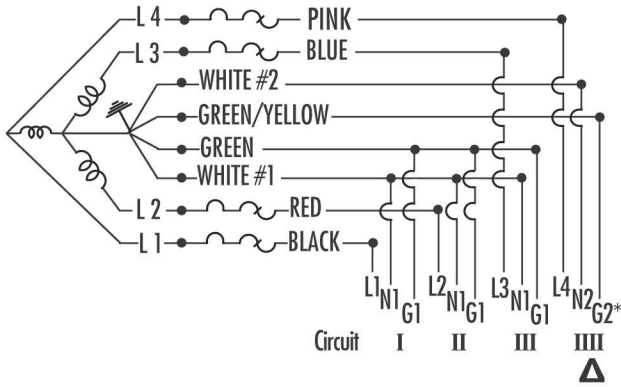 L 4 PINK
L 3 BLUE
WHITE #2
GREEN/YELLOW
GREEN
WHITE #1
L 2 RED
L 1 BLACK
L1 N1 G1 L2 N1 G1 L3 N1 G1 L4 N2 G2*
Circuit I II III IIII
Δ